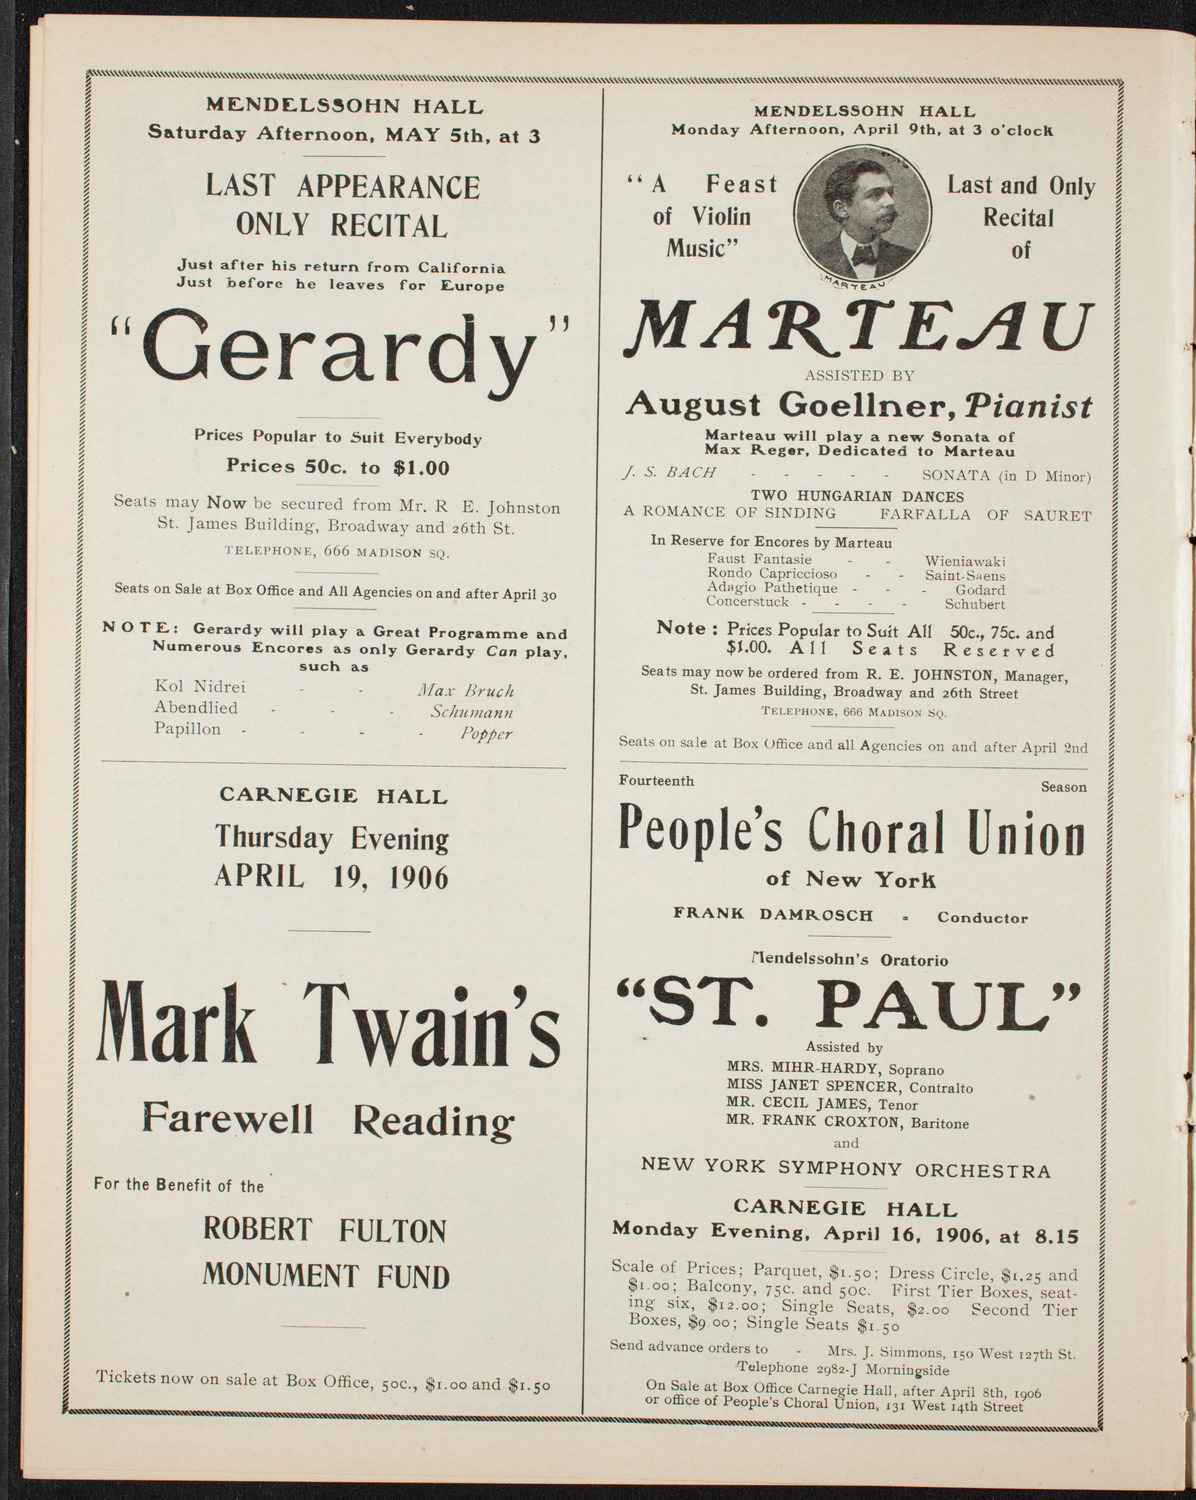 MENDELSSOHN HALL
Saturday Afternoon, MAY 5th, at 3
LAST APPEARANCE
ONLY RECITAL
Just after his return from California
Just before he leaves for Europe
"Gerardy"
Prices Popular to Suit Everybody
Prices 50c. to $1.00
Seats may Now be secured from Mr. R E. Johnston
St. James Building, Broadway and 26th St.
TELEPHONE, 666 MADISON SQ.
Seats on Sale at Box Office and All Agencies on and after April 30
NOTE: Gerardy will play a Great Programme and
Numerous Encores as only Gerardy Can play,
such as
Kol Nidrei - - Max Bruch
Abendlied - - - Schumann
Papillon - - - - Popper
CARNEGIE HALL
Thursday Evening
APRIL 19, 1906
Mark Twain's
Farewell Reading
For the Benefit of the
ROBERT FULTON
MONUMENT FUND
Tickets now on sale at Box Office, 50c., $1.00 and $1.50
MENDELSSOHN HALL
Monday Afternoon, April 9th, at 3 o'clock
"A Feast
of Violin
Music"
MARTEAU
Last and Only
Recital
of
MARTEAU
ASSISTED BY
August Goellner, Pianist
Marteau will play a new Sonata of
Max Reger, Dedicated to Marteau
J. S. BACH - - - - - SONATA (in D Minor)
TWO HUNGARIAN DANCES
A ROMANCE OF SINDING FARFALLA OF SAURET
In Reserve for Encores by Marteau
Faust Fantasie - - Wieniawaki
Rondo Capriccioso - - Saint-Saens
Adagio Pathetique - - - Godard
Concerstuck - - - - Schubert
Note: Prices Popular to Suit All 50c., 75c. and
$1.00. All Seats Reserved
Seats may now be ordered from R. E. JOHNSTON, Manager,
St. James Building, Broadway and 26th Street
TELEPHONE, 666 MADISON SQ.
Seats on sale at Box Office and all Agencies on and after April 2nd
Fourteenth Season
People's Choral Union
of New York
FRANK DAMROSCH = Conductor
Mendelssohn's Oratorio
"ST. PAUL"
Assisted by
MRS. MIHR-HARDY, Soprano
MISS JANET SPENCER, Contralto
MR. CECIL JAMES, Tenor
MR. FRANK CROXTON, Baritone
and
NEW YORK SYMPHONY ORCHESTRA
CARNEGIE HALL
Monday Evening, April 16, 1906, at 8.15
Scale of Prices; Parquet, $1.50; Dress Circle, $1.25 and
$1.00; Balcony, 75c. and 50c. First Tier Boxes, seat-
ing six, $12.00; Single Seats, $2.00 Second Tier
Boxes, $9 00; Single Seats $1.50
Send advance orders to - Mrs. J. Simmons, 150 West 127th St.
Telephone 2982-J Morningside
On Sale at Box Office Carnegie Hall, after April 8th, 1906
or office of People's Choral Union, 131 West 14th Street